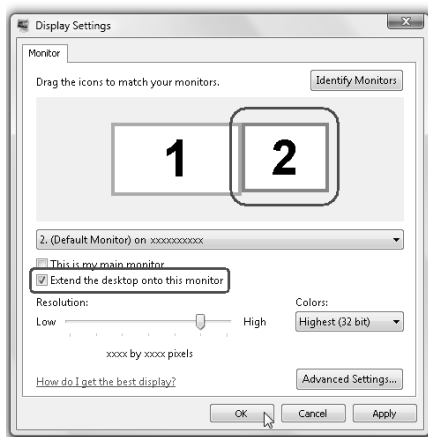 Display Settings
Monitor
Drag the icons to match your monitors.
Identify Monitors
1
2
2. (Default Monitor) on xxxxxxxxxx
This is my main monitor
Extend the desktop onto this monitor
Resolution:
Colors:
Low
High
Highest (32 bit)
xxxx by xxxx pixels
How do I get the best display?
Advanced Settings...
OK
Cancel
Apply